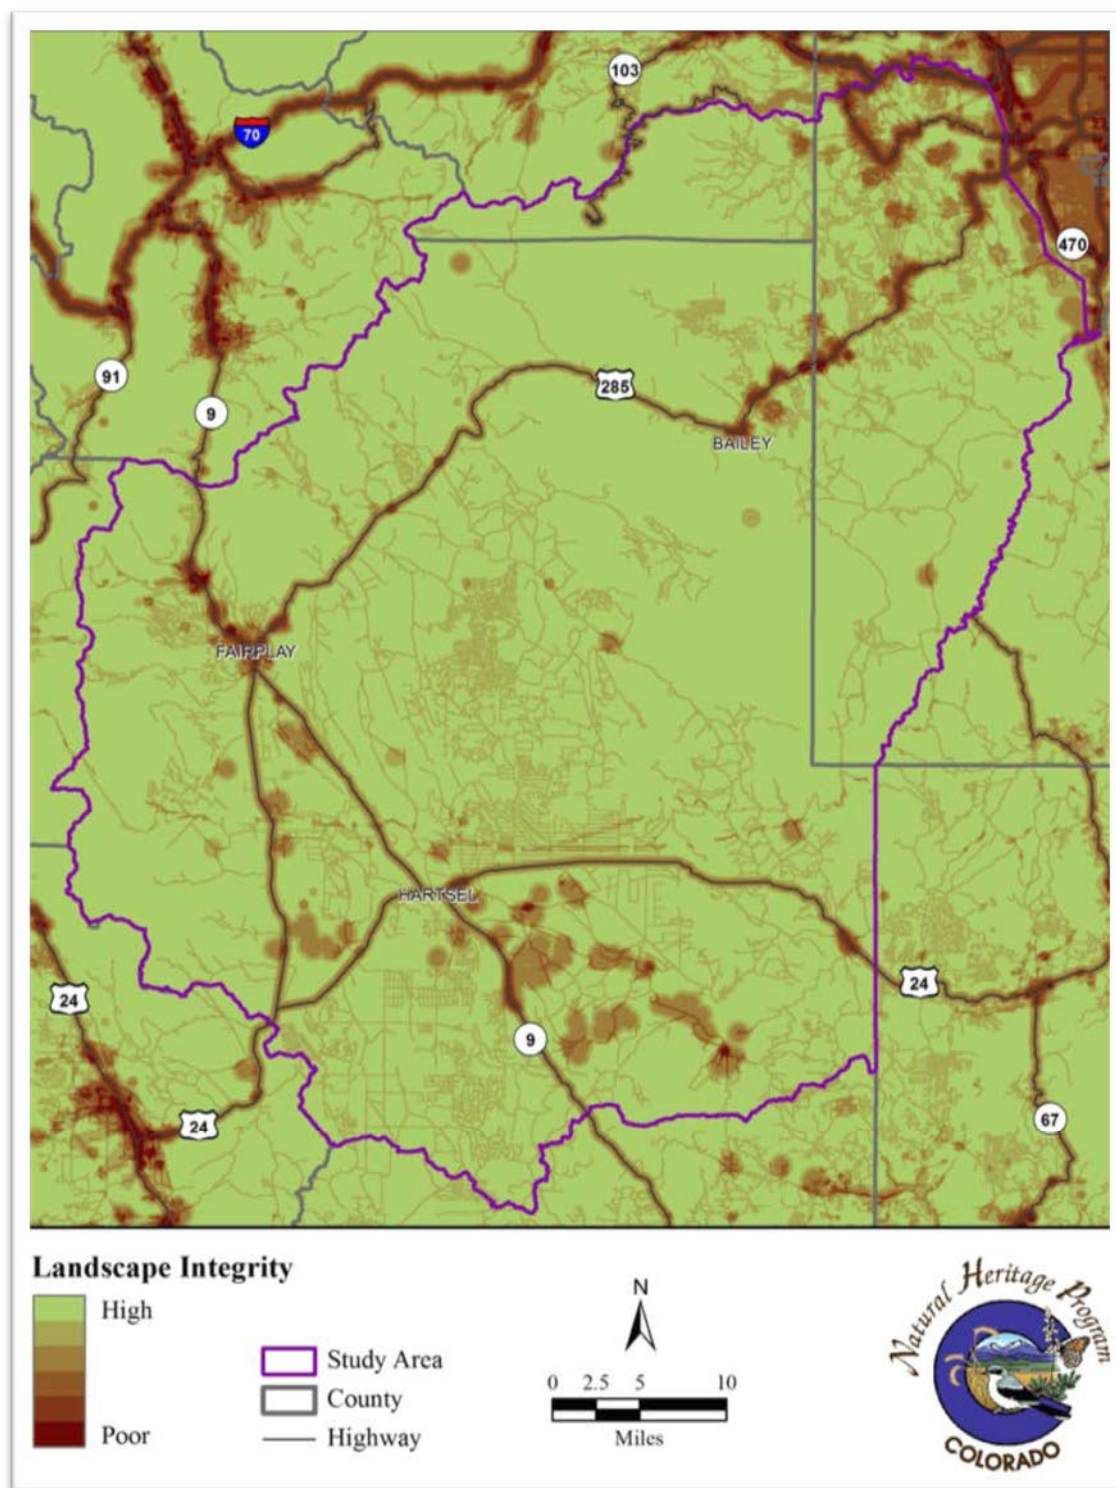 103
70
470
91
9
285
BAILEY
FAIRPLAY
HARTSEL
24
24
9
24
67
Landscape Integrity
High
Poor
Study Area
County
Highway
N
0 2.5 5 10
Miles
Natural Heritage Program
COLORADO